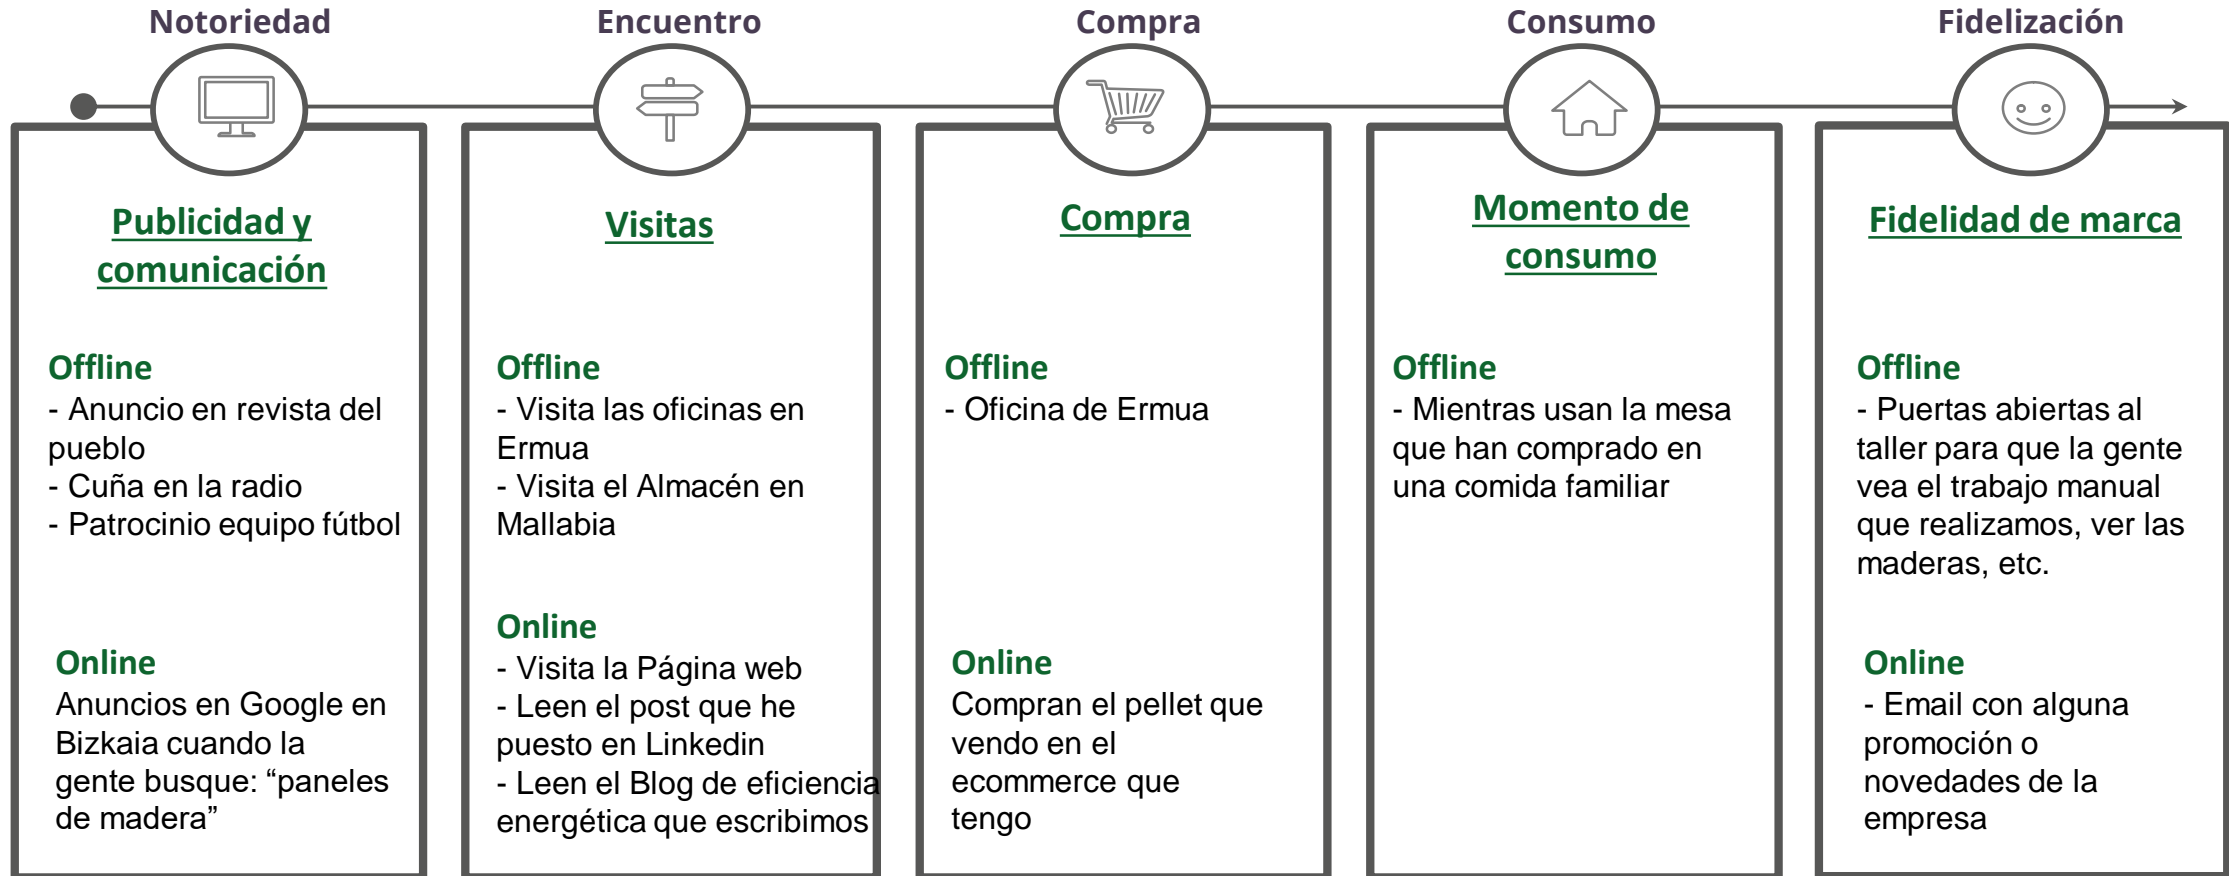 Notoriedad
Encuentro
Compra
Consumo
Fidelización
Publicidad y
comunicación
Offline
- Anuncio en revista del
pueblo
- Cuña en la radio
- Patrocinio equipo fútbol
Online
Anuncios en Google en
Bizkaia cuando la
gente busque: “paneles
de madera”
Visitas
Offline
- Visita las oficinas en
Ermua
- Visita el Almacén en
Mallabia
Online
- Visita la Página web
- Leen el post que he
puesto en Linkedin
- Leen el Blog de eficiencia
energética que escribimos
Compra
Offline
- Oficina de Ermua
Online
Compran el pellet que
vendo en el
ecommerce que
tengo
Momento de
consumo
Offline
- Mientras usan la mesa
que han comprado en
una comida familiar
Fidelidad de marca
Offline
- Puertas abiertas al
taller para que la gente
vea el trabajo manual
que realizamos, ver las
maderas, etc.
Online
- Email con alguna
promoción o
novedades de la
empresa